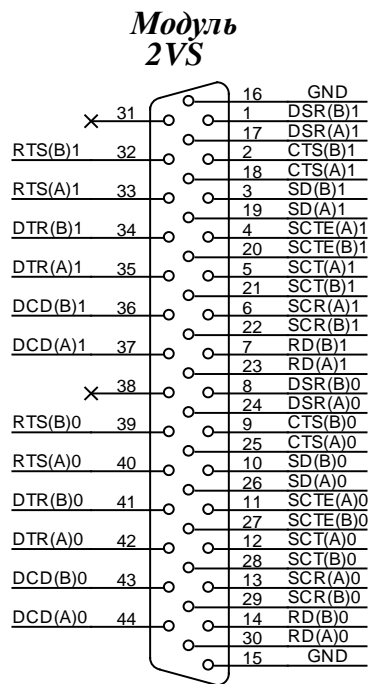 Модуль
2VS
16 GND
31 1 DSR(B)1
17 DSR(A)1
RTS(B)1 32 2 CTS(B)1
18 CTS(A)1
RTS(A)1 33 3 SD(B)1
19 SD(A)1
DTR(B)1 34 4 SCTE(A)1
20 SCTE(B)1
DTR(A)1 35 5 SCT(A)1
21 SCT(B)1
DCD(B)1 36 6 SCR(A)1
22 SCR(B)1
DCD(A)1 37 7 RD(B)1
23 RD(A)1
38 8 DSR(B)0
24 DSR(A)0
RTS(B)0 39 9 CTS(B)0
25 CTS(A)0
RTS(A)0 40 10 SD(B)0
26 SD(A)0
DTR(B)0 41 11 SCTE(A)0
27 SCTE(B)0
DTR(A)0 42 12 SCT(A)0
28 SCT(B)0
DCD(B)0 43 13 SCR(A)0
29 SCR(B)0
DCD(A)0 44 14 RD(B)0
30 RD(A)0
15 GND